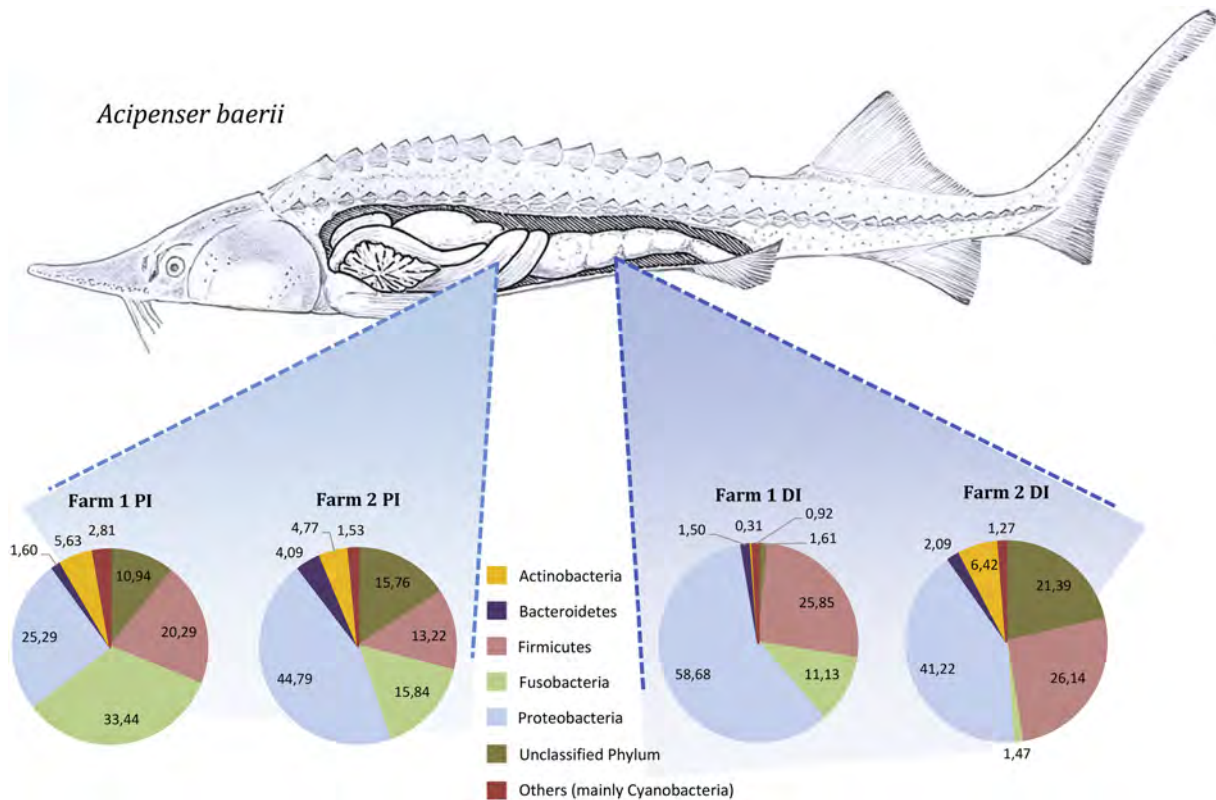 Acipenser baerii
Farm 1 PI
1,60
5,63
2,81
10,94
20,29
33,44
25,29
Farm 2 PI
4,09
4,77
1,53
15,76
13,22
15,84
44,79
Actinobacteria
Bacteroidetes
Firmicutes
Fusobacteria
Proteobacteria
Unclassified Phylum
Others (mainly Cyanobacteria)
Farm 1 DI
1,50
0,31
0,92
1,61
25,85
11,13
58,68
Farm 2 DI
2,09
6,42
1,27
21,39
26,14
1,47
41,22